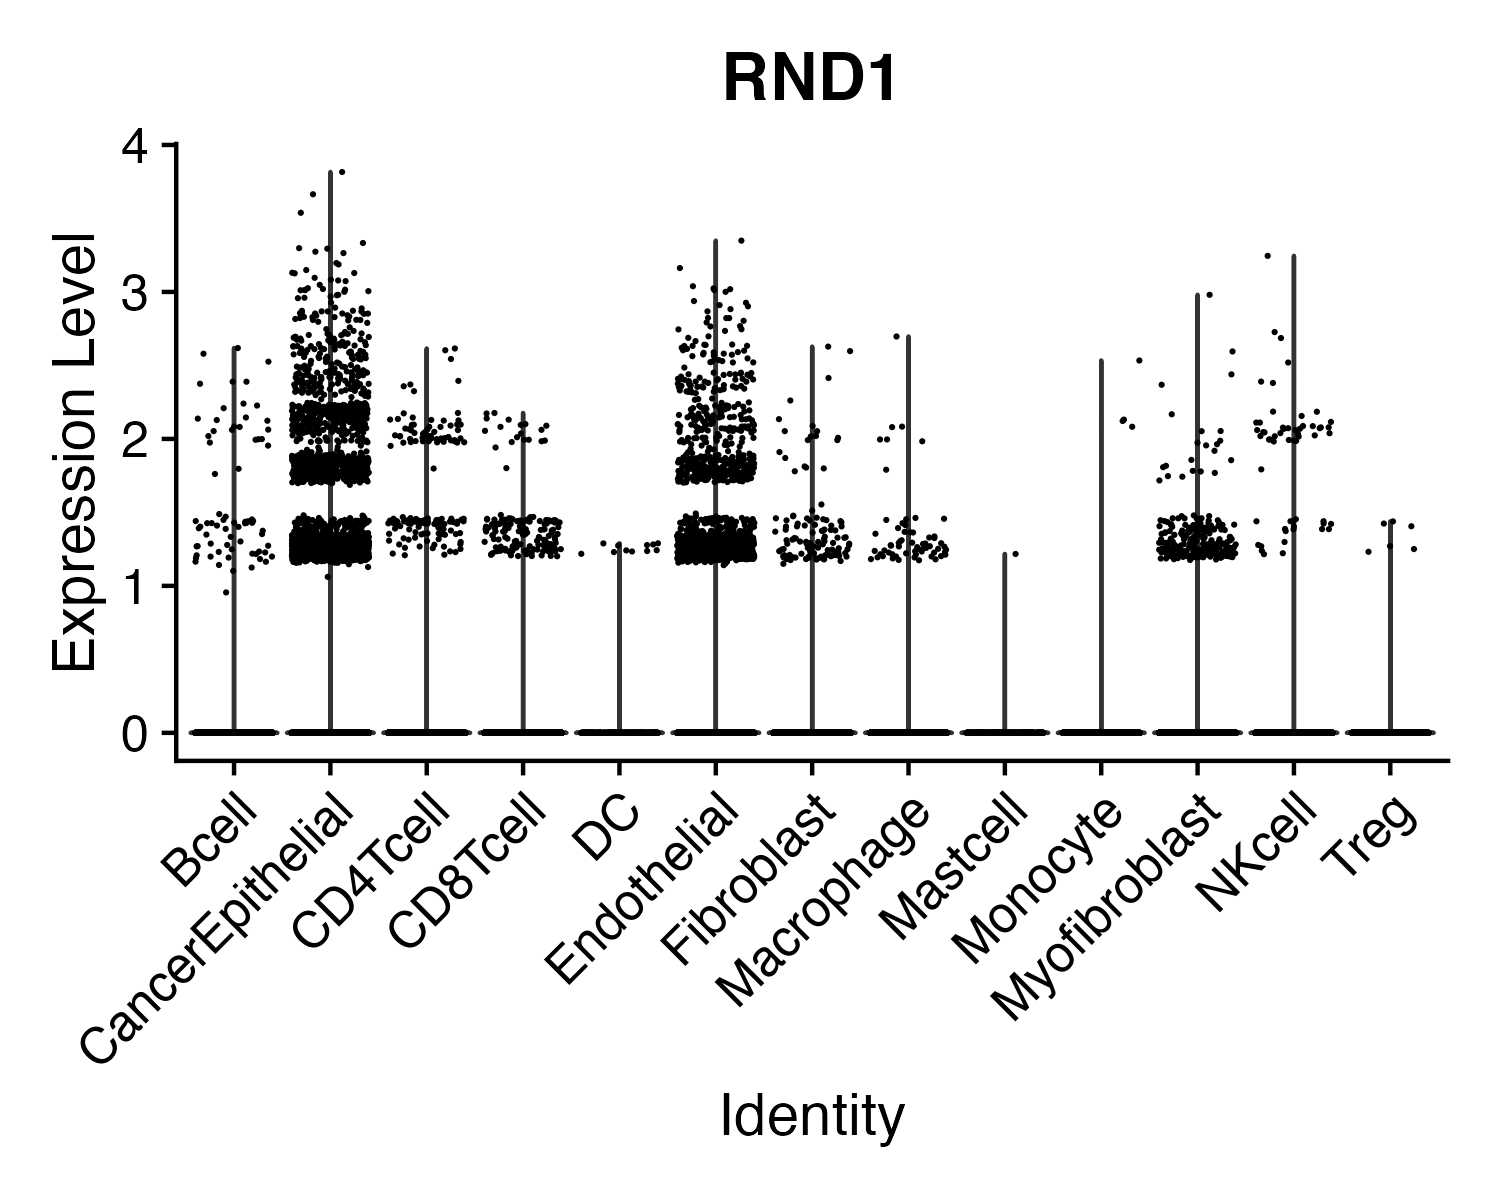 RND1
Expression Level
4
3
2
1
0
Bcell
CancerEpithelial
CD4Tcell
CD8Tcell
DC
Endothelial
Fibroblast
Macrophage
Mastcell
Monocyte
Myofibroblast
NKcell
Treg
Identity